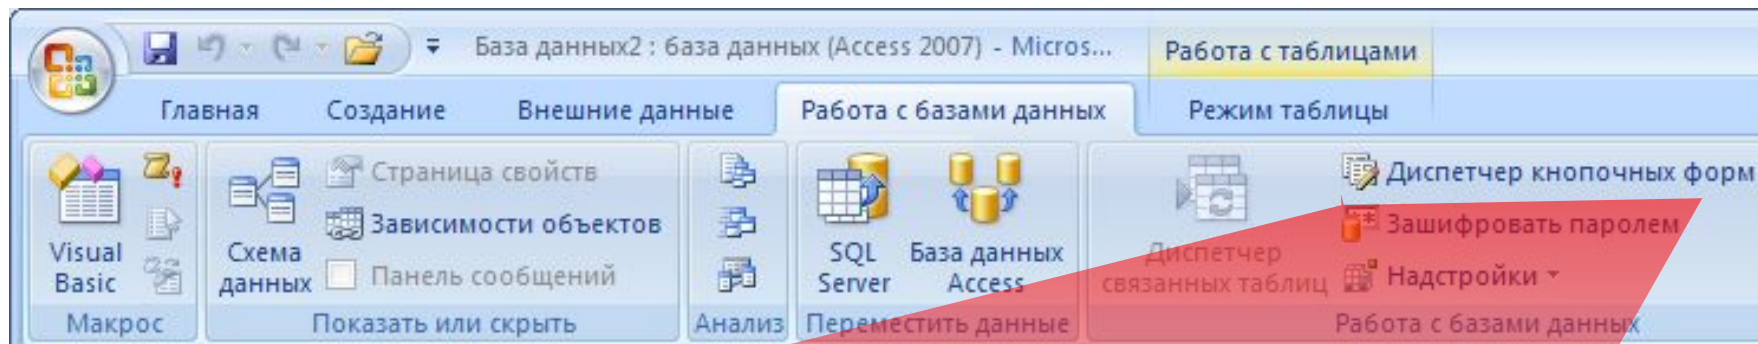 База данных2 : база данных (Access 2007) - Micros... Работа с таблицами
Главная Создание Внешние данные Работа с базами данных Режим таблицы
Visual Basic
Макрос
Схема данных
Страница свойств
Зависимости объектов
Панель сообщений
Показать или скрыть
Анализ
SQL Server
База данных Access
Переместить данные
Диспетчер связанных таблиц
Диспетчер кнопочных форм
Зашифровать паролем
Надстройки
Работа с базами данных